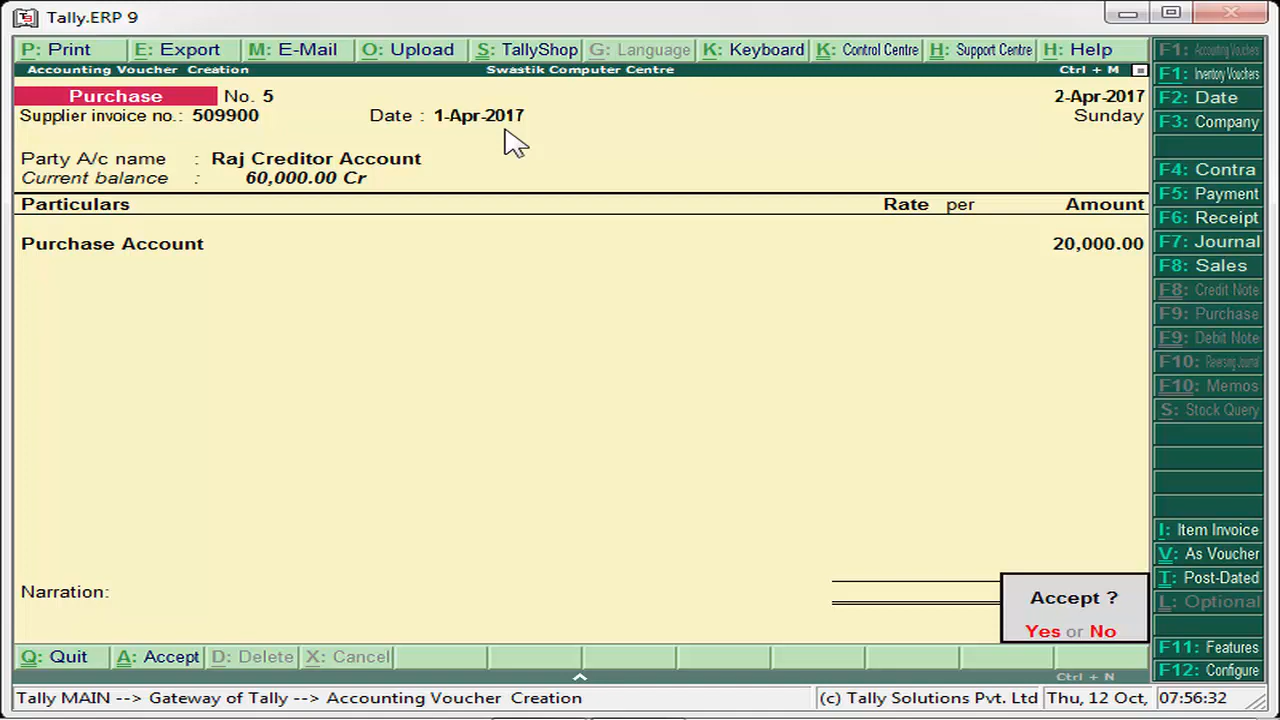 Tally.ERP 9
P: Print E: Export M: E-Mail O: Upload S: TallyShop G: Language K: Keyboard K: Control Centre H: Support Centre H: Help
Accounting Voucher Creation Swastik Computer Centre Ctrl + M
Purchase No. 5 2-Apr-2017
Supplier invoice no.: 509900 Date : 1-Apr-2017 Sunday
Party A/c name : Raj Creditor Account
Current balance : 60,000.00 Cr
Particulars Rate per Amount
Purchase Account 20,000.00
Narration:
Accept ?
Yes or No
Q: Quit A: Accept D: Delete X: Cancel
Ctrl + N
Tally MAIN --> Gateway of Tally --> Accounting Voucher Creation (c) Tally Solutions Pvt. Ltd Thu, 12 Oct, 07:56:32
F1: Accounting Vouchers
F1: Inventory Vouchers
F2: Date
F3: Company
F4: Contra
F5: Payment
F6: Receipt
F7: Journal
F8: Sales
F8: Credit Note
F9: Purchase
F9: Debit Note
F10: Reversing Journal
F10: Memos
S: Stock Query
I: Item Invoice
V: As Voucher
T: Post-Dated
L: Optional
F11: Features
F12: Configure